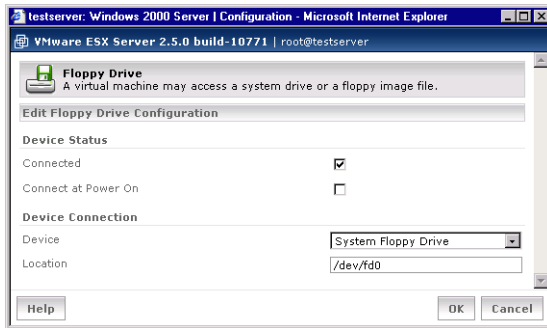 testserver: Windows 2000 Server | Configuration - Microsoft Internet Explorer
VMware ESX Server 2.5.0 build-10771 | root@testserver
Floppy Drive
A virtual machine may access a system drive or a floppy image file.
Edit Floppy Drive Configuration
Device Status
Connected
Connect at Power On
Device Connection
Device System Floppy Drive
Location /dev/fd0
Help OK Cancel